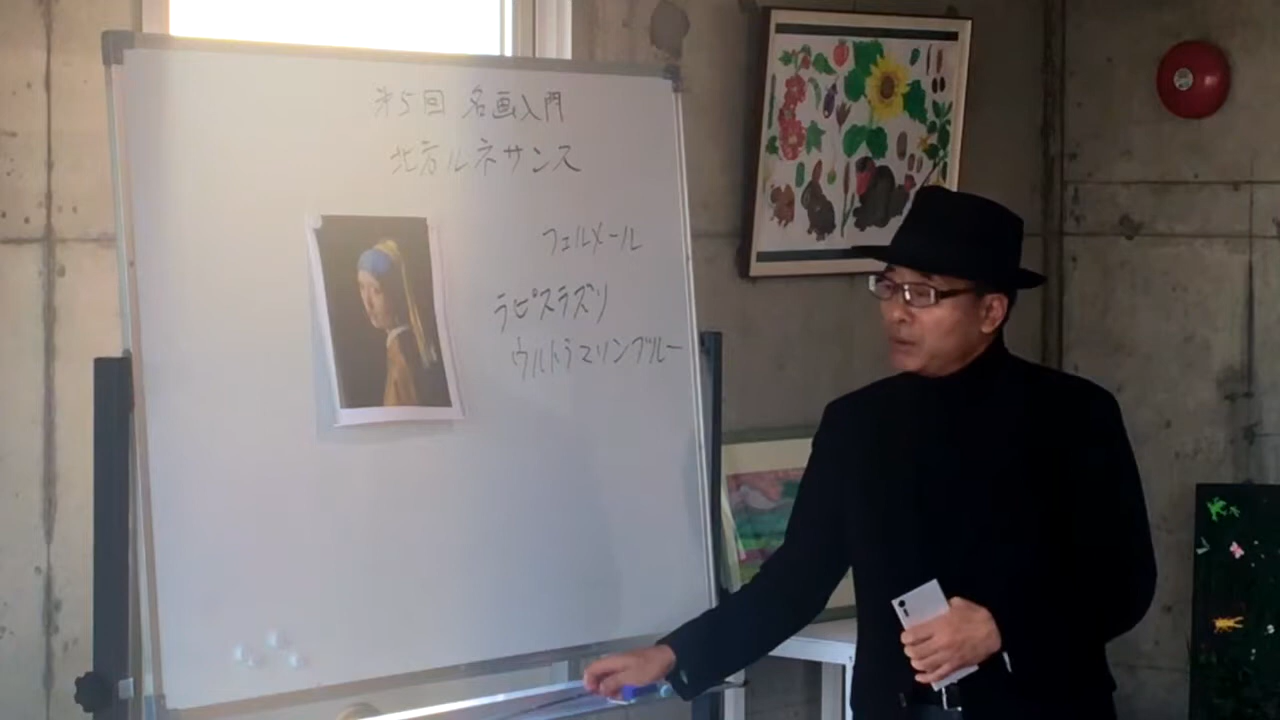 第5回 名画入門
北方ルネサンス
フェルメール
ラピスラズリ
ウルトラマリンブルー